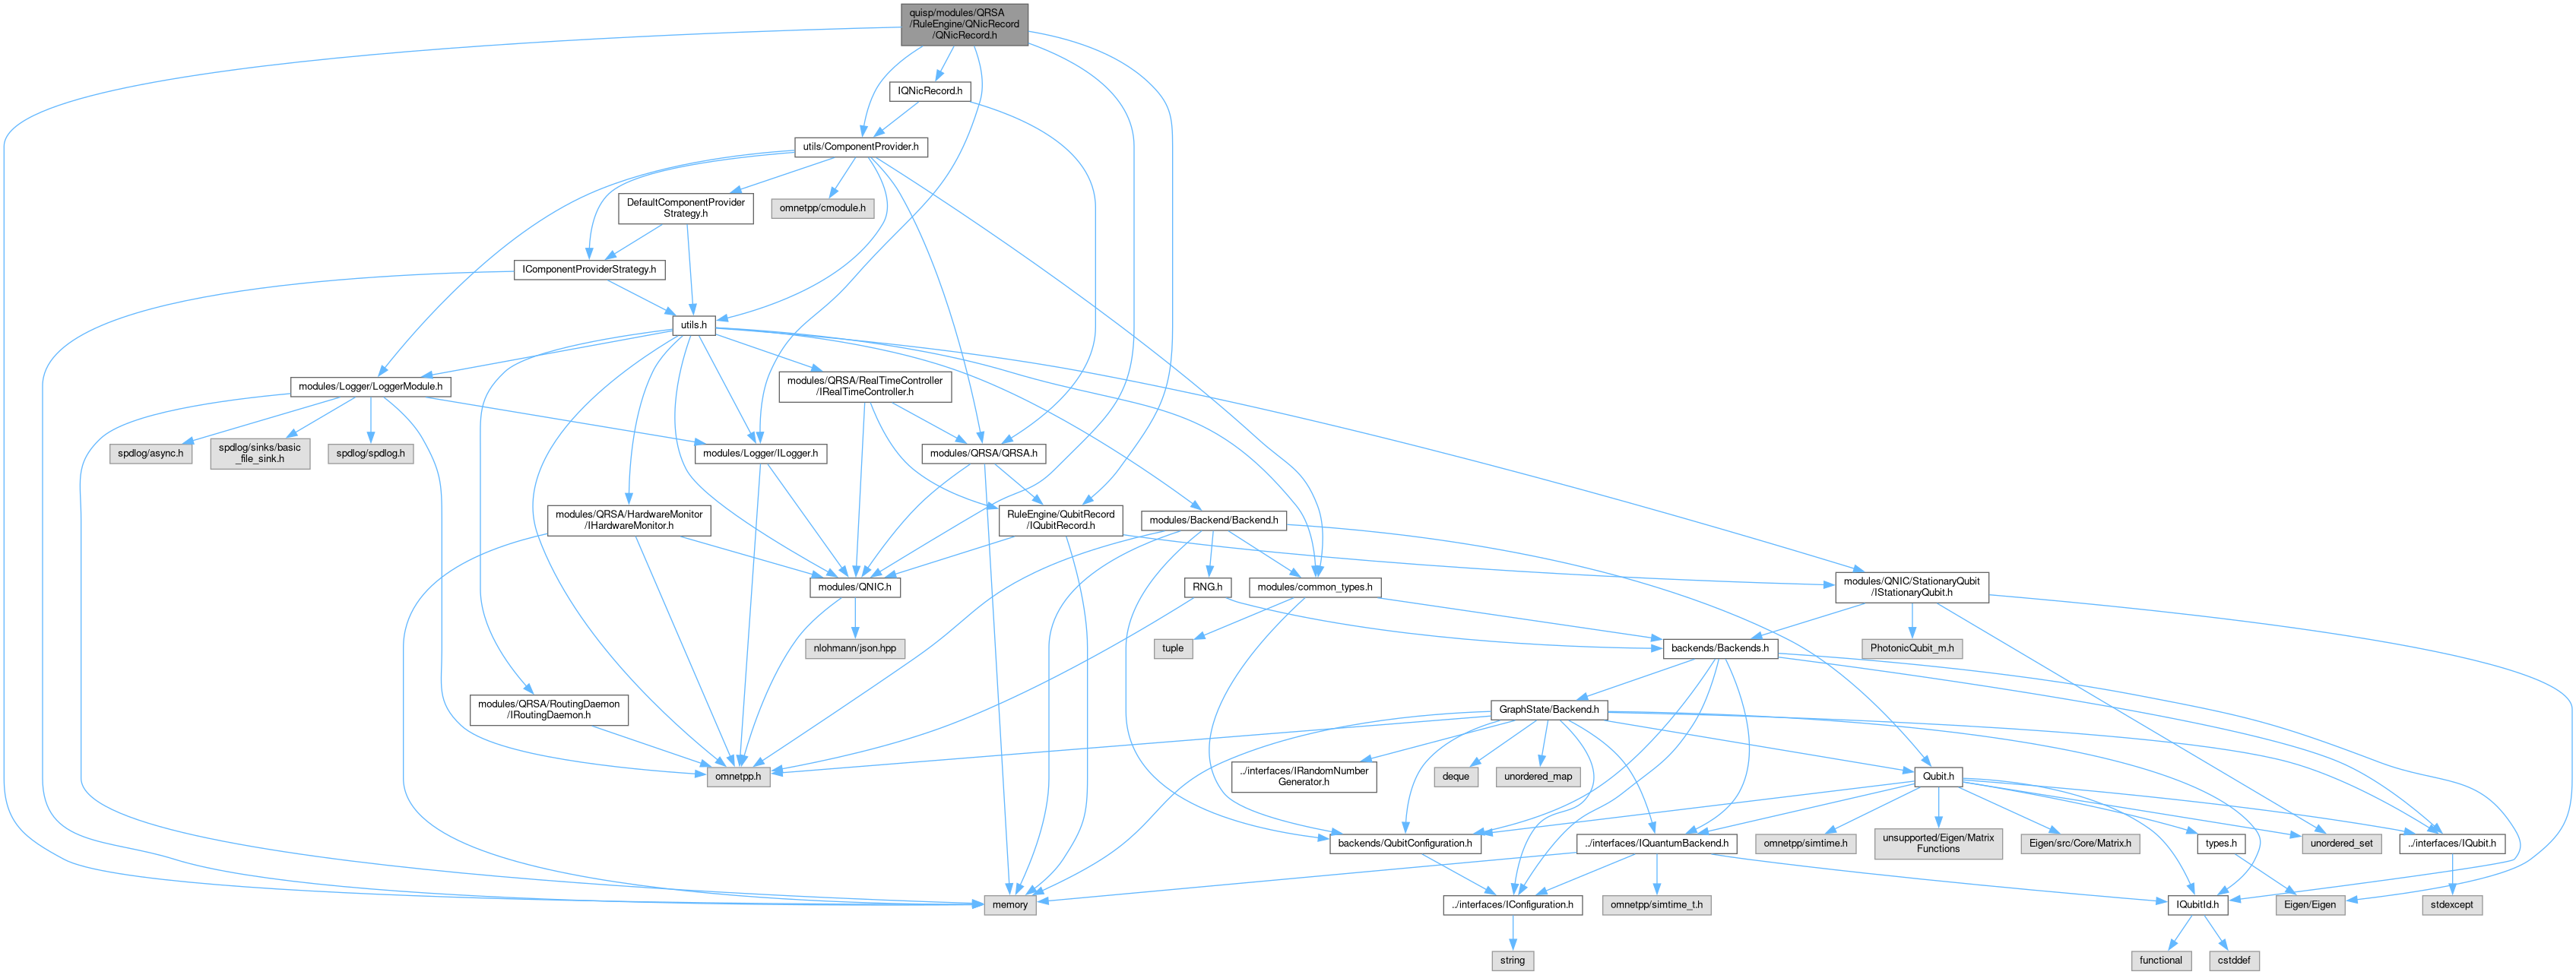 quisp/modules/QRSA
/RuleEngine/QNicRecord
/QNicRecord.h
IQNicRecord.h
utils/ComponentProvider.h
DefaultComponentProvider
Strategy.h
omnetpp/cmodule.h
IComponentProviderStrategy.h
utils.h
modules/Logger/LoggerModule.h
modules/QRSA/RealTimeController
/IRealTimeController.h
spdlog/async.h
spdlog/sinks/basic
_file_sink.h
spdlog/spdlog.h
modules/Logger/ILogger.h
modules/QRSA/QRSA.h
modules/QRSA/HardwareMonitor
/IHardwareMonitor.h
RuleEngine/QubitRecord
/IQubitRecord.h
modules/Backend/Backend.h
modules/QNIC.h
RNG.h
modules/common_types.h
modules/QNIC/StationaryQubit
/IStationaryQubit.h
nlohmann/json.hpp
tuple
backends/Backends.h
PhotonicQubit_m.h
modules/QRSA/RoutingDaemon
/IRoutingDaemon.h
GraphState/Backend.h
omnetpp.h
../interfaces/IRandomNumber
Generator.h
deque
unordered_map
Qubit.h
backends/QubitConfiguration.h
../interfaces/IQuantumBackend.h
omnetpp/simtime.h
unsupported/Eigen/Matrix
Functions
Eigen/src/Core/Matrix.h
types.h
unordered_set
../interfaces/IQubit.h
memory
../interfaces/IConfiguration.h
omnetpp/simtime_t.h
IQubitId.h
Eigen/Eigen
stdexcept
string
functional
cstddef